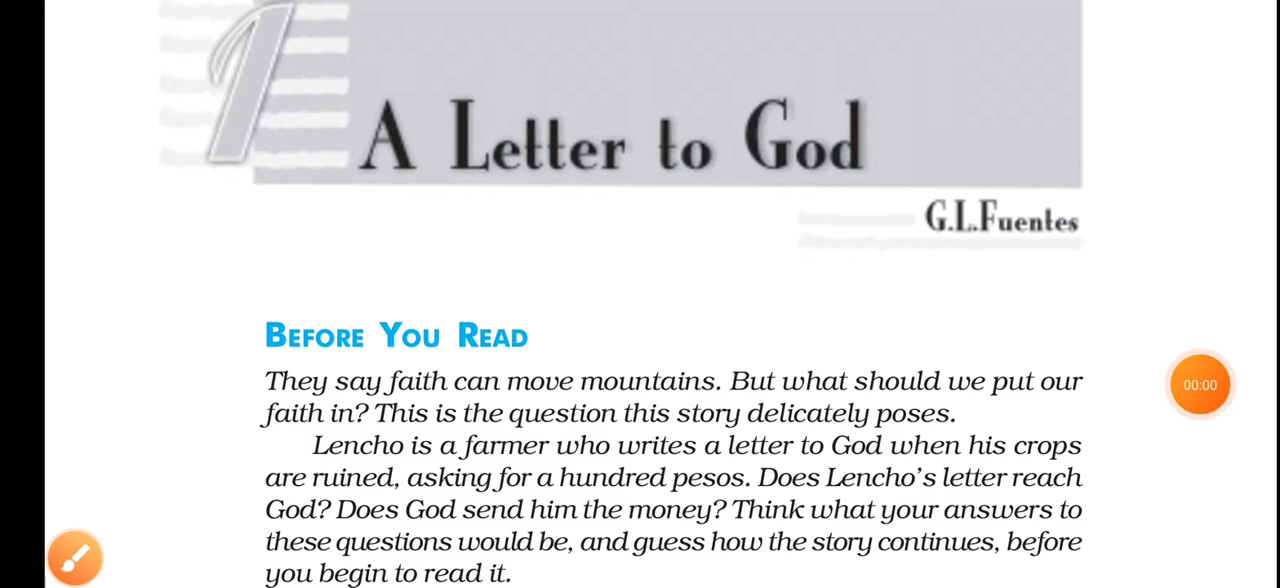 1
A Letter to God
G.L.Fuentes
BEFORE YOU READ
They say faith can move mountains. But what should we put our
faith in? This is the question this story delicately poses.
Lencho is a farmer who writes a letter to God when his crops
are ruined, asking for a hundred pesos. Does Lencho's letter reach
God? Does God send him the money? Think what your answers to
these questions would be, and guess how the story continues, before
you begin to read it.
00:00